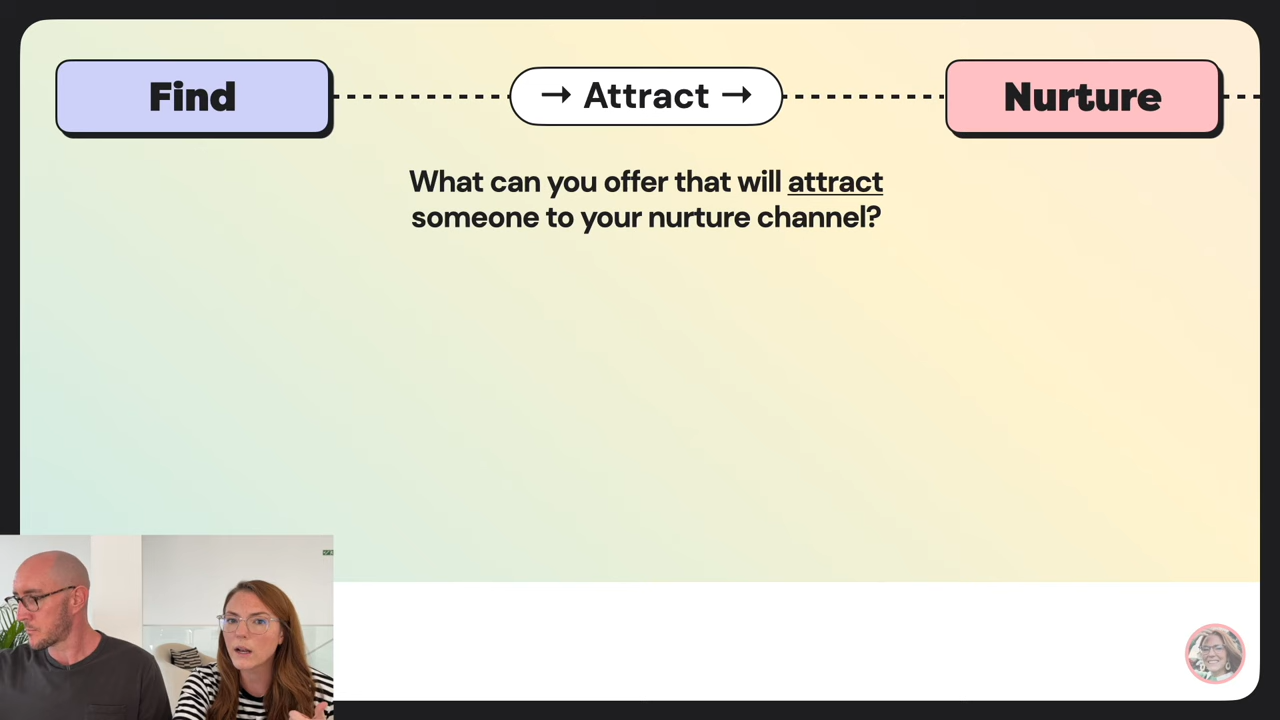 Find
→ Attract →
Nurture
What can you offer that will attract
someone to your nurture channel?